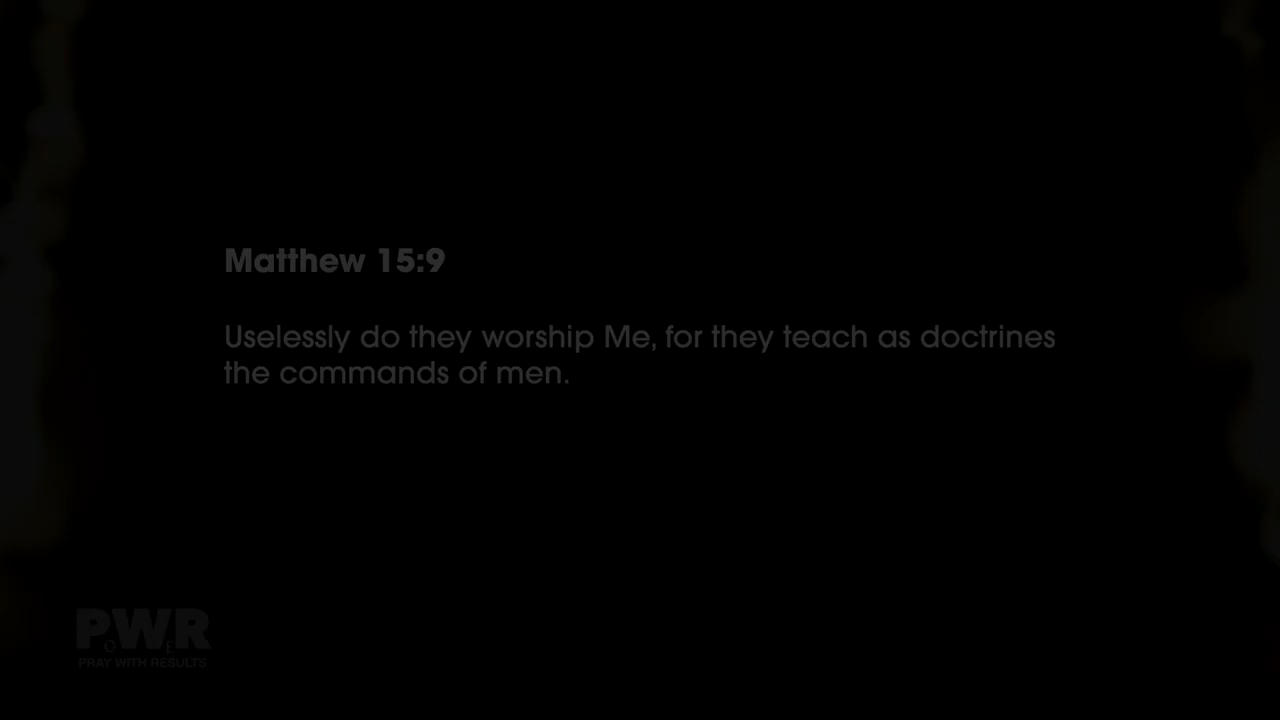 Matthew 15:9
Uselessly do they worship Me, for they teach as doctrines
the commands of men.
PoWeR
PRAY WITH RESULTS